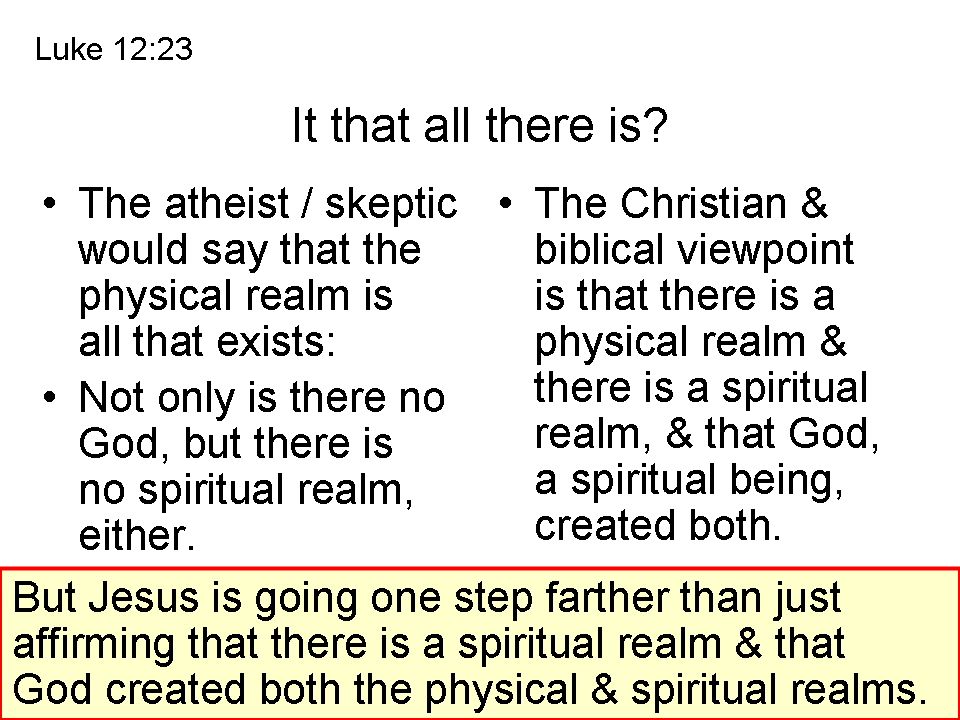 Luke 12:23
It that all there is?
• The atheist / skeptic
would say that the
physical realm is
all that exists:
• Not only is there no
God, but there is
no spiritual realm,
either.
• The Christian &
biblical viewpoint
is that there is a
physical realm &
there is a spiritual
realm, & that God,
a spiritual being,
created both.
But Jesus is going one step farther than just
affirming that there is a spiritual realm & that
God created both the physical & spiritual realms.